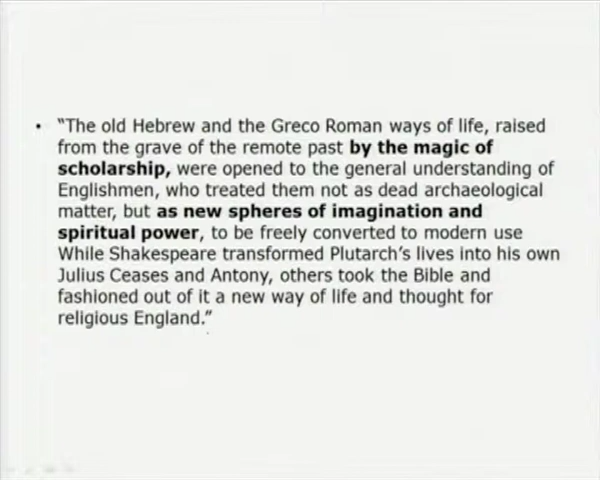 • "The old Hebrew and the Greco Roman ways of life, raised
from the grave of the remote past by the magic of
scholarship, were opened to the general understanding of
Englishmen, who treated them not as dead archaeological
matter, but as new spheres of imagination and
spiritual power, to be freely converted to modern use
While Shakespeare transformed Plutarch's lives into his own
Julius Ceases and Antony, others took the Bible and
fashioned out of it a new way of life and thought for
religious England."